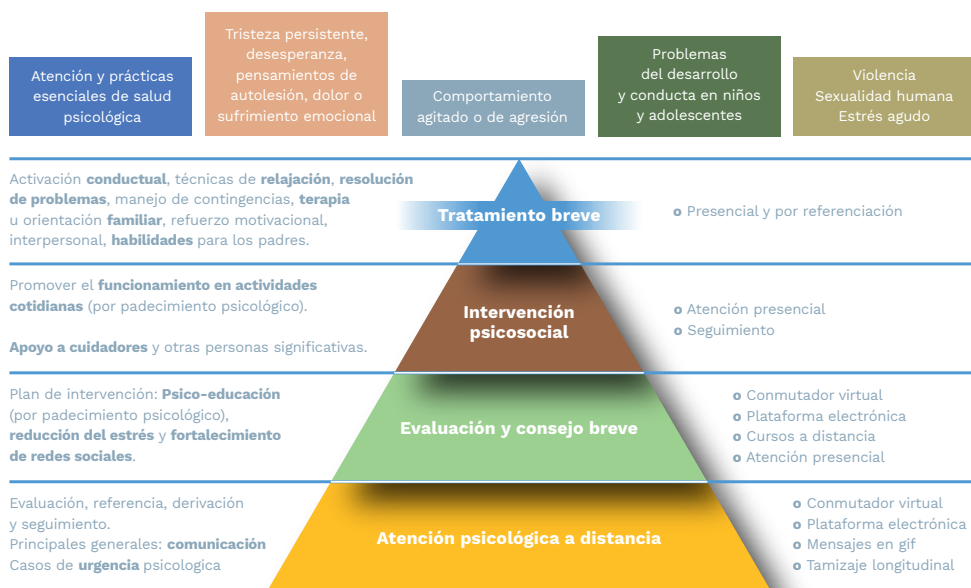 Atención y prácticas
esenciales de salud
psicológica
Tristeza persistente,
desesperanza,
pensamientos de
autolesión, dolor o
sufrimiento emocional
Comportamiento
agitado o de agresión
Problemas
del desarrollo
y conducta en niños
y adolescentes
Violencia
Sexualidad humana
Estrés agudo
Activación conductual, técnicas de relajación, resolución
de problemas, manejo de contingencias, terapia
u orientación familiar, refuerzo motivacional,
interpersonal, habilidades para los padres.
Tratamiento breve
o Presencial y por referenciación
Promover el funcionamiento en actividades
cotidianas (por padecimiento psicológico).
Apoyo a cuidadores y otras personas significativas.
Intervención
psicosocial
o Atención presencial
o Seguimiento
Plan de intervención: Psico-educación
(por padecimiento psicológico),
reducción del estrés y fortalecimiento
de redes sociales.
Evaluación y consejo breve
o Conmutador virtual
o Plataforma electrónica
o Cursos a distancia
o Atención presencial
Evaluación, referencia, derivación
y seguimiento.
Principales generales: comunicación
Casos de urgencia psicologica
Atención psicológica a distancia
o Conmutador virtual
o Plataforma electrónica
o Mensajes en gif
o Tamizaje longitudinal